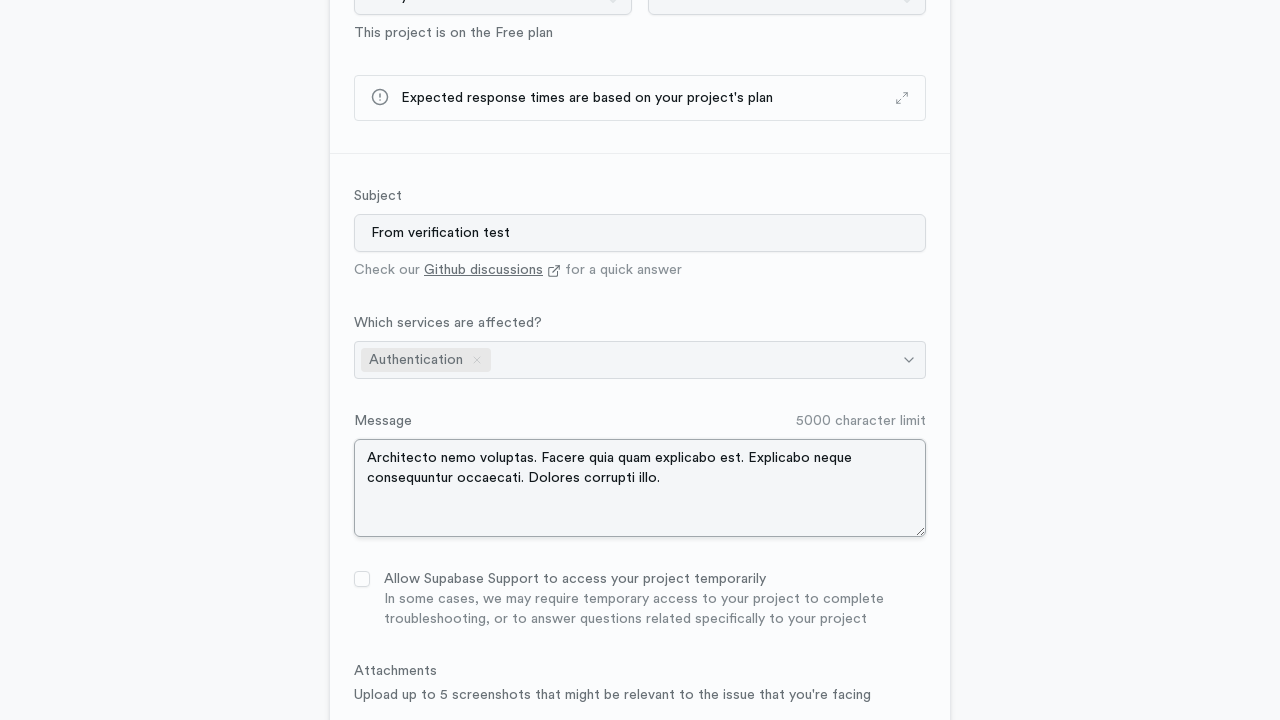 This project is on the Free plan
Expected response times are based on your project's plan
Subject
From verification test
Check our Github discussions for a quick answer
Which services are affected?
Authentication
Message
5000 character limit
Architecto nemo voluptas. Facere quia quam explicabo est. Explicabo neque
consequuntur occaecati. Dolores corrupti illo.
Allow Supabase Support to access your project temporarily
In some cases, we may require temporary access to your project to complete
troubleshooting, or to answer questions related specifically to your project
Attachments
Upload up to 5 screenshots that might be relevant to the issue that you're facing